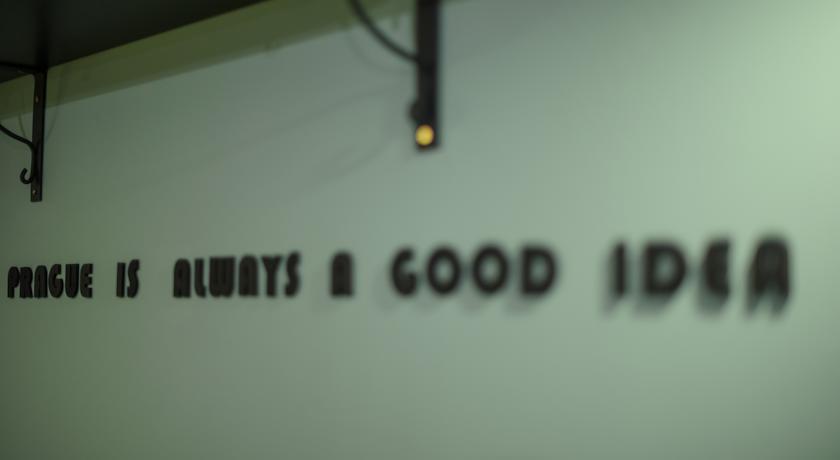 PRAGUE IS ALWAYS A GOOD IDEA